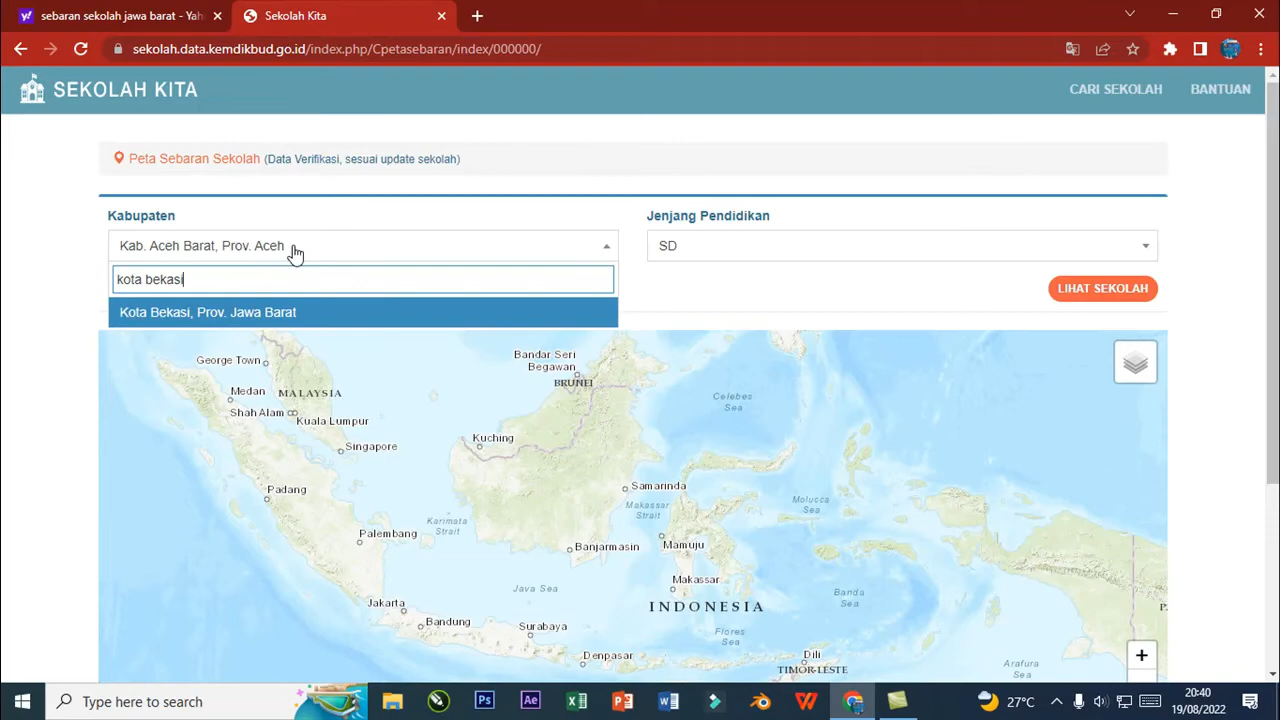 sebaran sekolah jawa barat - Yah
Sekolah Kita
sekolah.data.kemdikbud.go.id/index.php/Cpetasebaran/index/000000/
SEKOLAH KITA
CARI SEKOLAH
BANTUAN
Peta Sebaran Sekolah (Data Verifikasi, sesuai update sekolah)
Kabupaten
Jenjang Pendidikan
Kab. Aceh Barat, Prov. Aceh
SD
kota bekasi
LIHAT SEKOLAH
Kota Bekasi, Prov. Jawa Barat
George Town
Bandar Seri
Begawan
BRUNEI
Medan
MALAYSIA
Celebes
Sea
Shah Alam
Kuala Lumpur
Kuching
Singapore
Samarinda
Padang
Molucca
Sea
Makassar
Strait
Karimata
Strait
Palembang
Banjarmasin
Mamuju
Makassar
Java Sea
Banda
Sea
Jakarta
INDONESIA
Bandung
Surabaya
Flores
Sea
Denpasar
Dili
TIMOR-LESTE
Arafura
Sea
+
Type here to search
Ps
Ae
27°C
20:40
19/08/2022